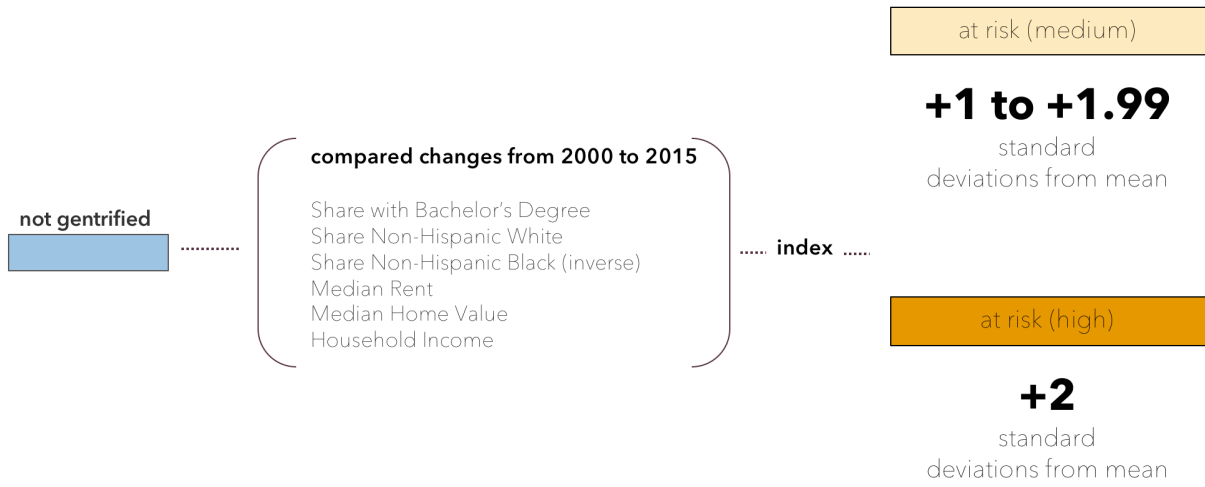 not gentrified
compared changes from 2000 to 2015
Share with Bachelor's Degree
Share Non-Hispanic White
Share Non-Hispanic Black (inverse)
Median Rent
Median Home Value
Household Income
index
at risk (medium)
+1 to +1.99
standard
deviations from mean
at risk (high)
+2
standard
deviations from mean